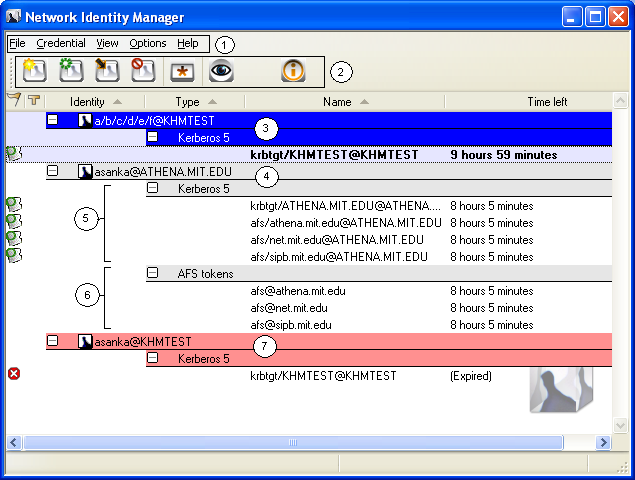 Network Identity Manager
File Credential View Options Help 1
2
Identity Type Name Time left
a/b/c/d/e/f@KHMTEST
3
Kerberos 5
krbtgt/KHMTEST@KHMTEST 9 hours 59 minutes
asanka@ATHENA.MIT.EDU 4
Kerberos 5
krbtgt/ATHENA.MIT.EDU@ATHENA.... 8 hours 5 minutes
5 afs/athena.mit.edu@ATHENA.MIT.EDU 8 hours 5 minutes
afs/net.mit.edu@ATHENA.MIT.EDU 8 hours 5 minutes
afs/sipb.mit.edu@ATHENA.MIT.EDU 8 hours 5 minutes
AFS tokens
6 afs@athena.mit.edu 8 hours 5 minutes
afs@net.mit.edu 8 hours 5 minutes
afs@sipb.mit.edu 8 hours 5 minutes
asanka@KHMTEST 7
Kerberos 5
krbtgt/KHMTEST@KHMTEST (Expired)